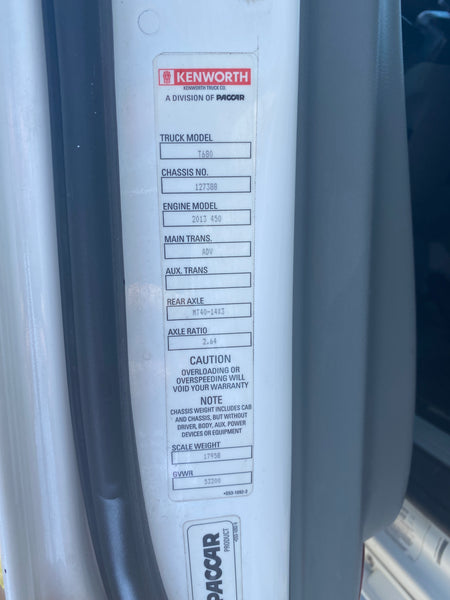 KENWORTH
KENWORTH TRUCK CO.
A DIVISION OF PACCAR
TRUCK MODEL
T680
CHASSIS NO.
127388
ENGINE MODEL
2013 450
MAIN TRANS.
ADV
AUX. TRANS
REAR AXLE
MT40-14X3
AXLE RATIO
2.64
CAUTION
OVERLOADING OR
OVERSPEEDING WILL
VOID YOUR WARRANTY
NOTE
CHASSIS WEIGHT INCLUDES CAB
AND CHASSIS, BUT WITHOUT
DRIVER, BODY, AUX. POWER
DEVICES OR EQUIPMENT
SCALE WEIGHT
17958
GVWR
53200
PACCAR
PRODUCT